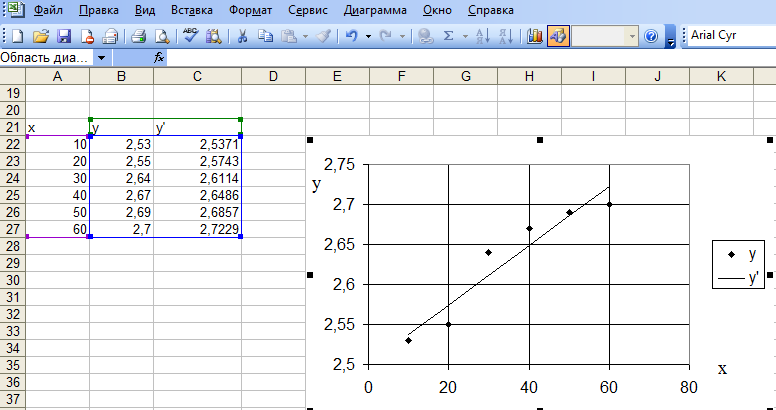 Файл Правка Вид Вставка Формат Сервис Диаграмма Окно Справка
Arial Cyr
Область диа... fx
A B C D E F G H I J K
19
20
21 x y y'
22 10 2,53 2,5371
23 20 2,55 2,5743
24 30 2,64 2,6114
25 40 2,67 2,6486
26 50 2,69 2,6857
27 60 2,7 2,7229
28
29
30
31
32
33
34
35
36
37
y
2,75
2,7
2,65
2,6
2,55
2,5
0 20 40 60 80
x
y
y'